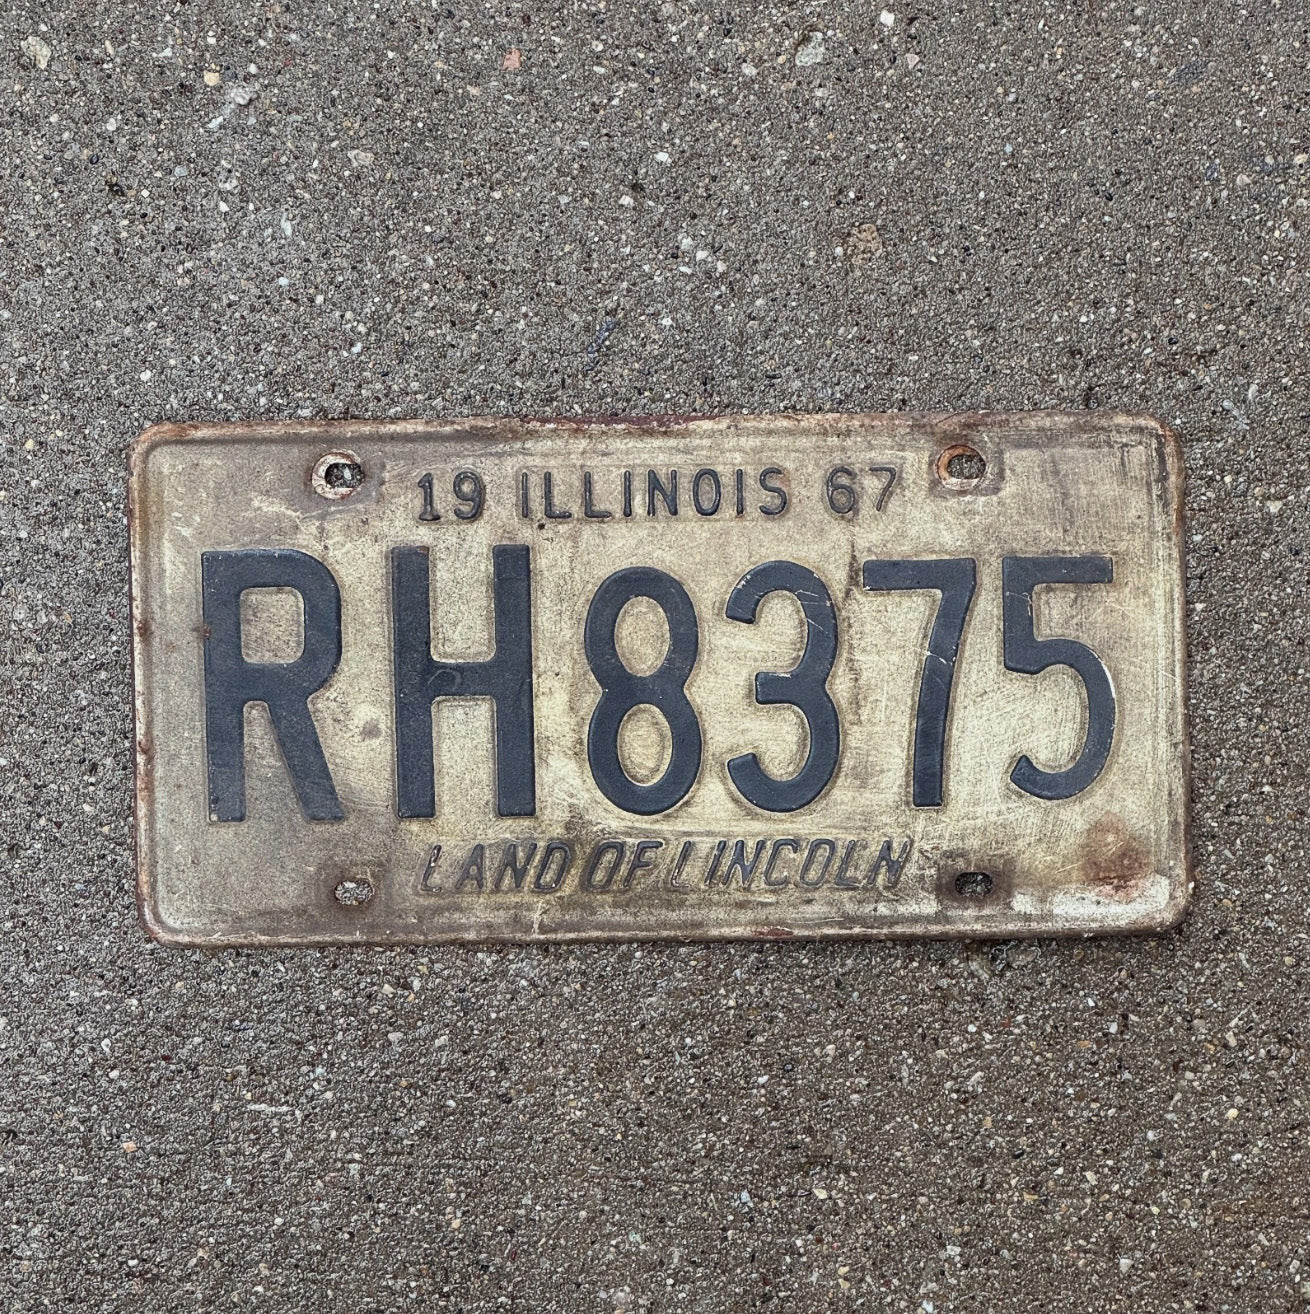 19 ILLINOIS 67
RH8375
LAND OF LINCOLN